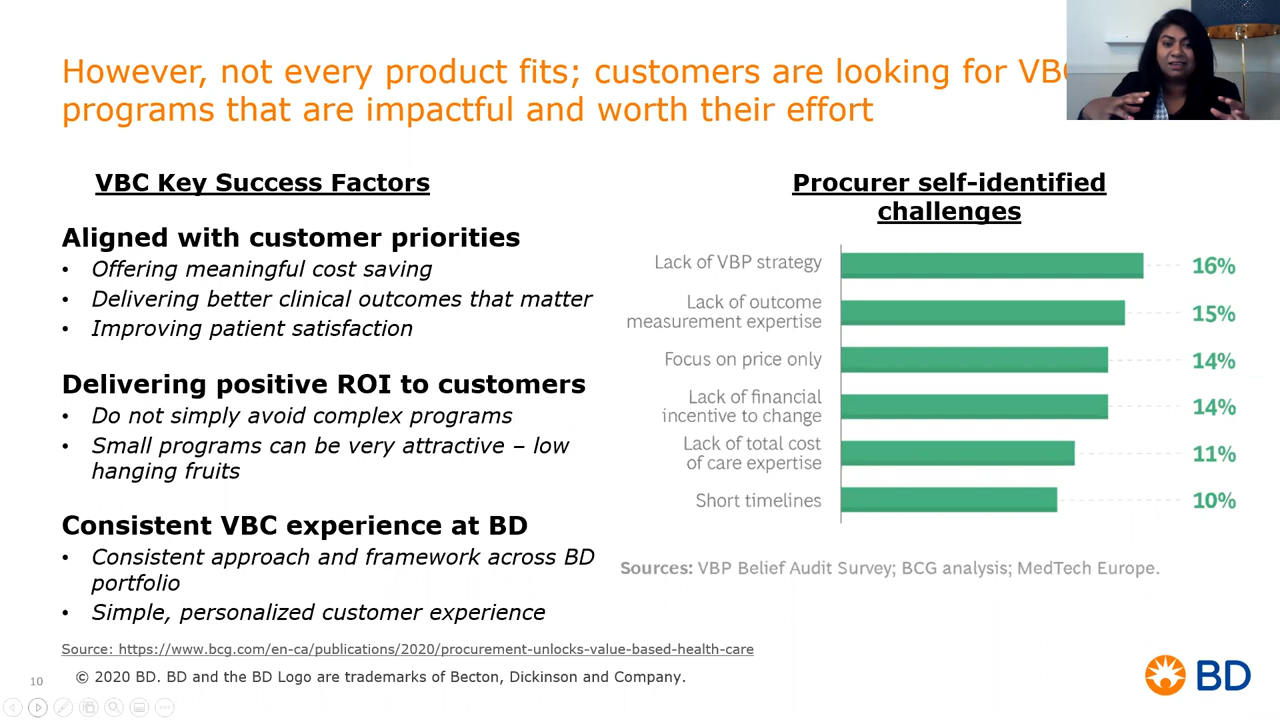 However, not every product fits; customers are looking for VBC
programs that are impactful and worth their effort
VBC Key Success Factors
Aligned with customer priorities
• Offering meaningful cost saving
• Delivering better clinical outcomes that matter
• Improving patient satisfaction
Delivering positive ROI to customers
• Do not simply avoid complex programs
• Small programs can be very attractive – low
hanging fruits
Consistent VBC experience at BD
• Consistent approach and framework across BD
portfolio
• Simple, personalized customer experience
Procurer self-identified
challenges
Lack of VBP strategy 16%
Lack of outcome
measurement expertise 15%
Focus on price only 14%
Lack of financial
incentive to change 14%
Lack of total cost
of care expertise 11%
Short timelines 10%
Sources: VBP Belief Audit Survey; BCG analysis; MedTech Europe.
Source: https://www.bcg.com/en-ca/publications/2020/procurement-unlocks-value-based-health-care
10 © 2020 BD. BD and the BD Logo are trademarks of Becton, Dickinson and Company.
BD